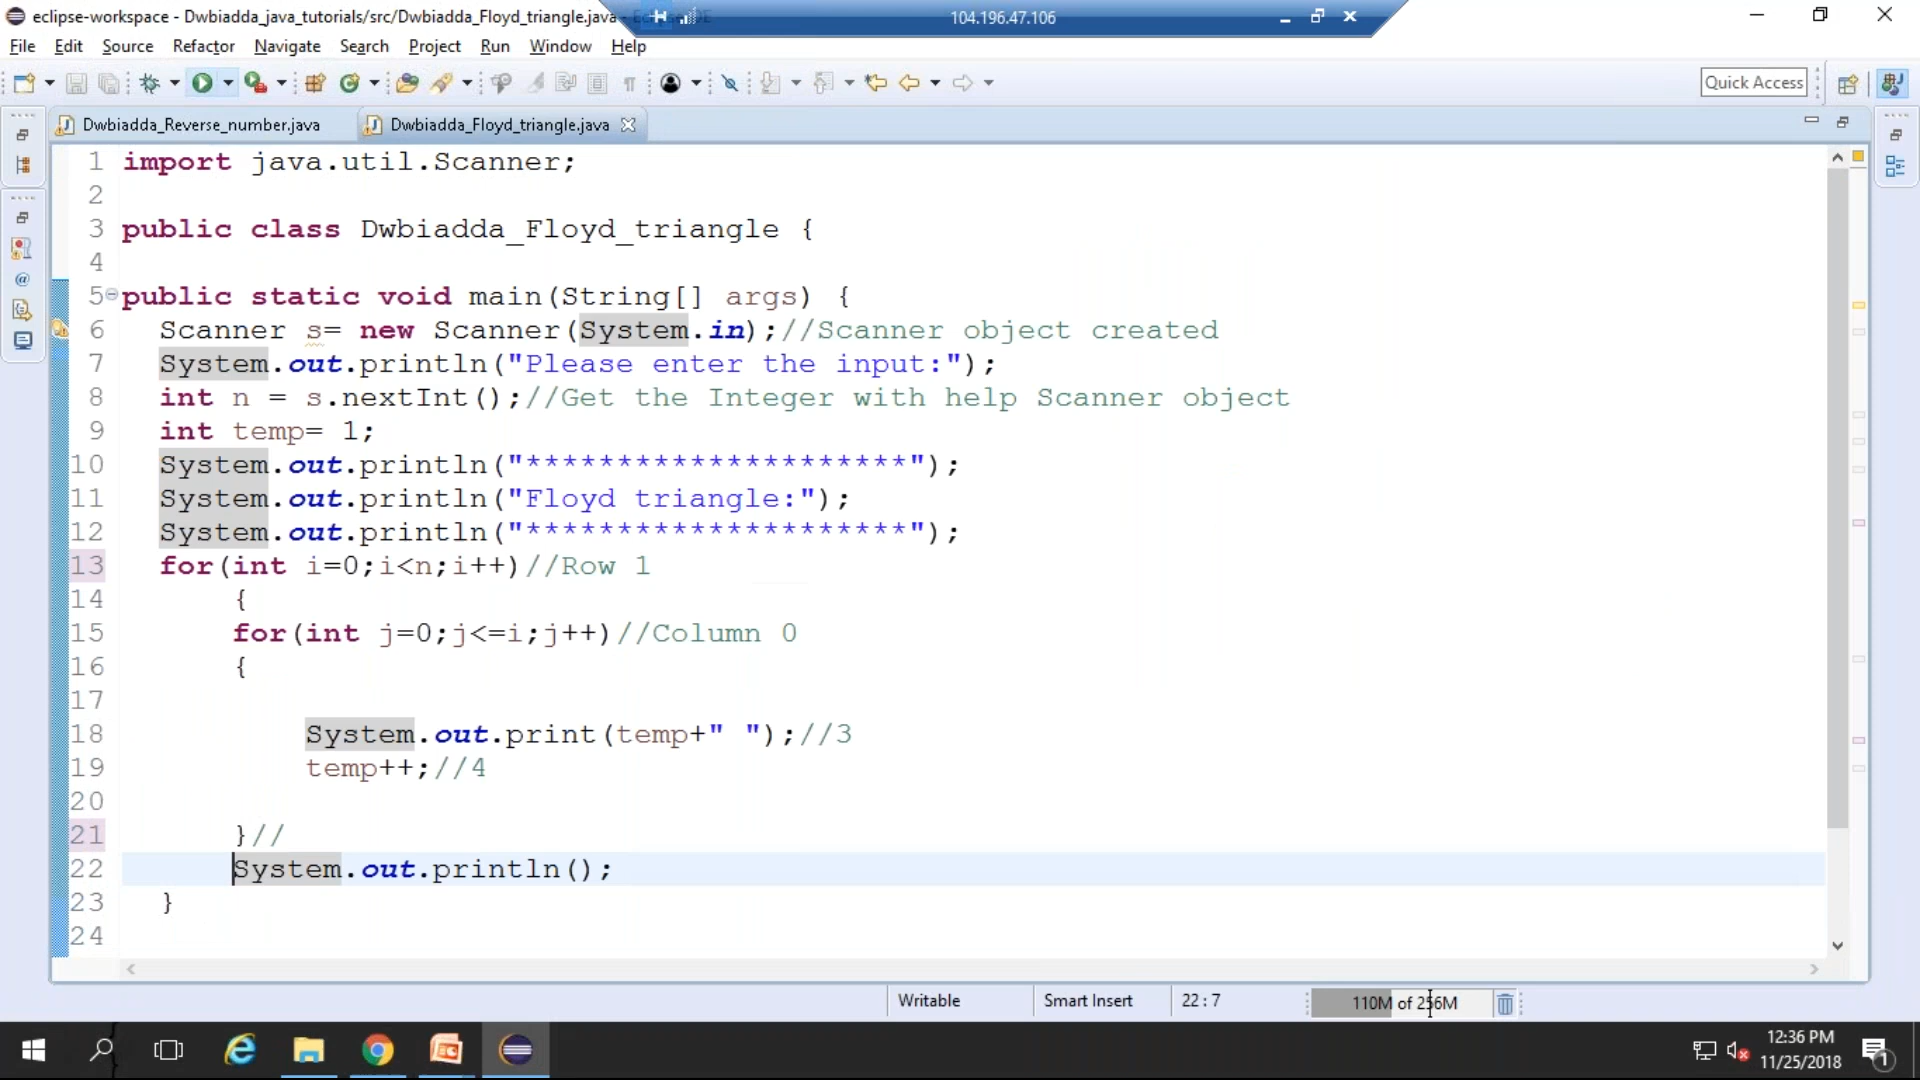 eclipse-workspace - Dwbiadda_java_tutorials/src/Dwbiadda_Floyd_triangle.java
104.196.47.106
File Edit Source Refactor Navigate Search Project Run Window Help
Quick Access
Dwbiadda_Reverse_number.java Dwbiadda_Floyd_triangle.java
1 import java.util.Scanner;
2
3 public class Dwbiadda_Floyd_triangle {
4
5 public static void main(String[] args) {
6 Scanner s= new Scanner(System.in);//Scanner object created
7 System.out.println("Please enter the input:");
8 int n = s.nextInt();//Get the Integer with help Scanner object
9 int temp= 1;
10 System.out.println("*********************");
11 System.out.println("Floyd triangle:");
12 System.out.println("*********************");
13 for(int i=0;i<n;i++)//Row 1
14 {
15 for(int j=0;j<=i;j++)//Column 0
16 {
17
18 System.out.print(temp+" ");//3
19 temp++;//4
20
21 }//
22 System.out.println();
23 }
24
Writable Smart Insert 22 : 7 110M of 256M
12:36 PM
11/25/2018
1